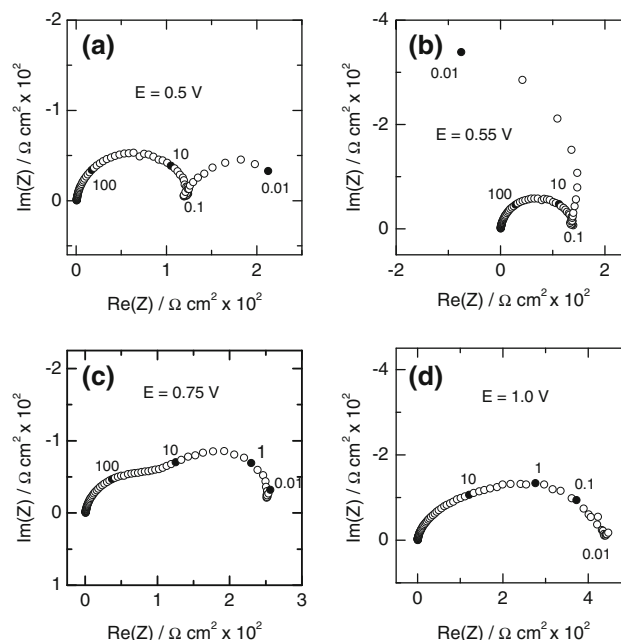 (a)
E = 0.5 V
-2
-1
0
1
100
10
0.1
0.01
0 1 2
Im(Z) / Ω cm² x 10²
Re(Z) / Ω cm² x 10²
(b)
E = 0.55 V
-4
-2
0
2
0.01
100
10
0.1
-2 0 2
Im(Z) / Ω cm² x 10²
Re(Z) / Ω cm² x 10²
(c)
E = 0.75 V
-2
-1
0
1
100
10
1
0.01
0 1 2 3
Im(Z) / Ω cm² x 10²
Re(Z) / Ω cm² x 10²
(d)
E = 1.0 V
-4
-2
0
10
1
0.1
0.01
0 2 4
Im(Z) / Ω cm² x 10²
Re(Z) / Ω cm² x 10²